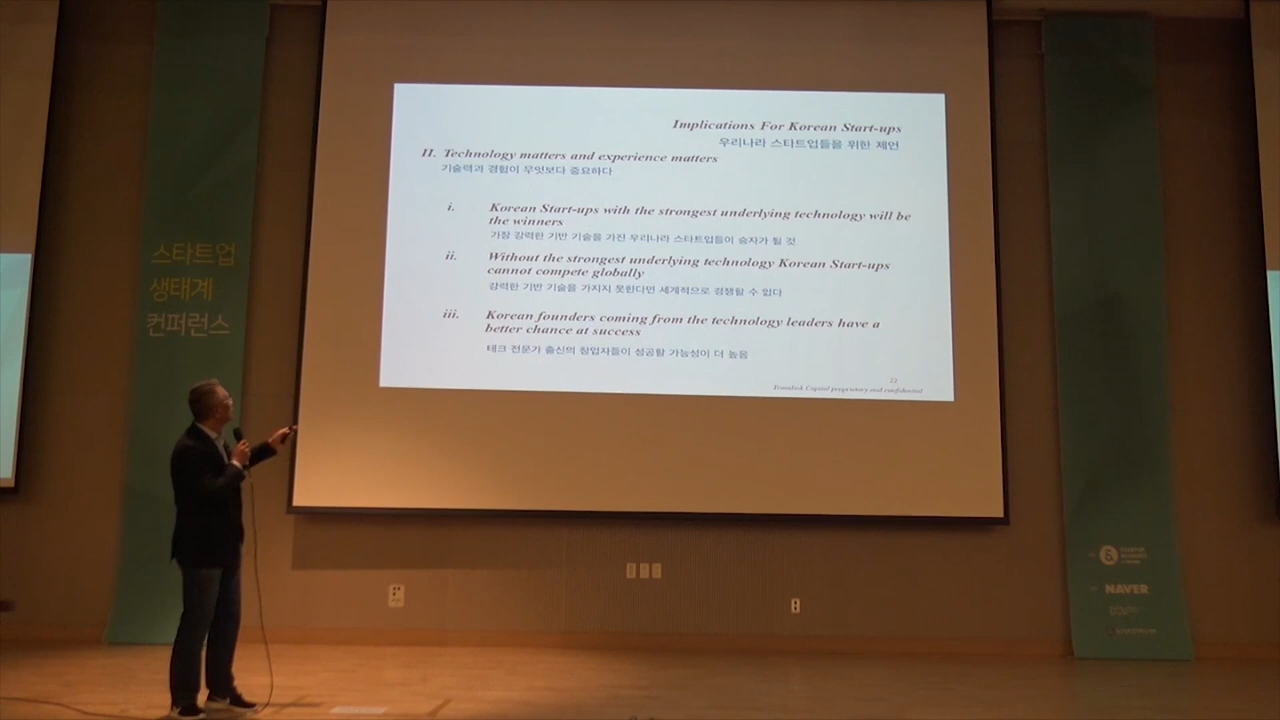 Implications For Korean Start-ups
우리나라 스타트업들을 위한 제언
II. Technology matters and experience matters
기술력과 경험이 무엇보다 중요하다
i. Korean Start-ups with the strongest underlying technology will be
the winners
가장 강력한 기반 기술을 가진 우리나라 스타트업들이 승자가 될 것
ii. Without the strongest underlying technology Korean Start-ups
cannot compete globally
강력한 기반 기술을 가지지 못한다면 세계적으로 경쟁할 수 없다
iii. Korean founders coming from the technology leaders have a
better chance at success
테크 전문가 출신의 창업자들이 성공할 가능성이 더 높음
22
Capital proprietary and confidential
스타트업
생태계
컨퍼런스
NAVER